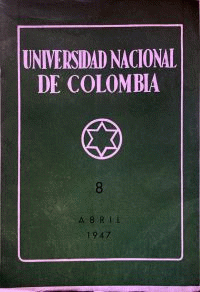 UNIVERSIDAD NACIONAL
DE COLOMBIA
8
ABRIL
1947